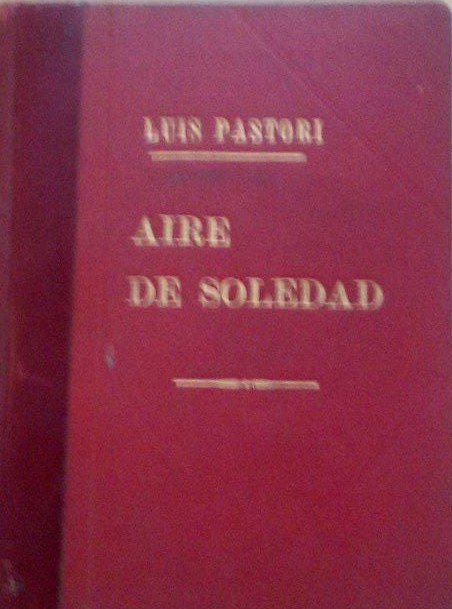 LUIS PASTORI
AIRE
DE SOLEDAD